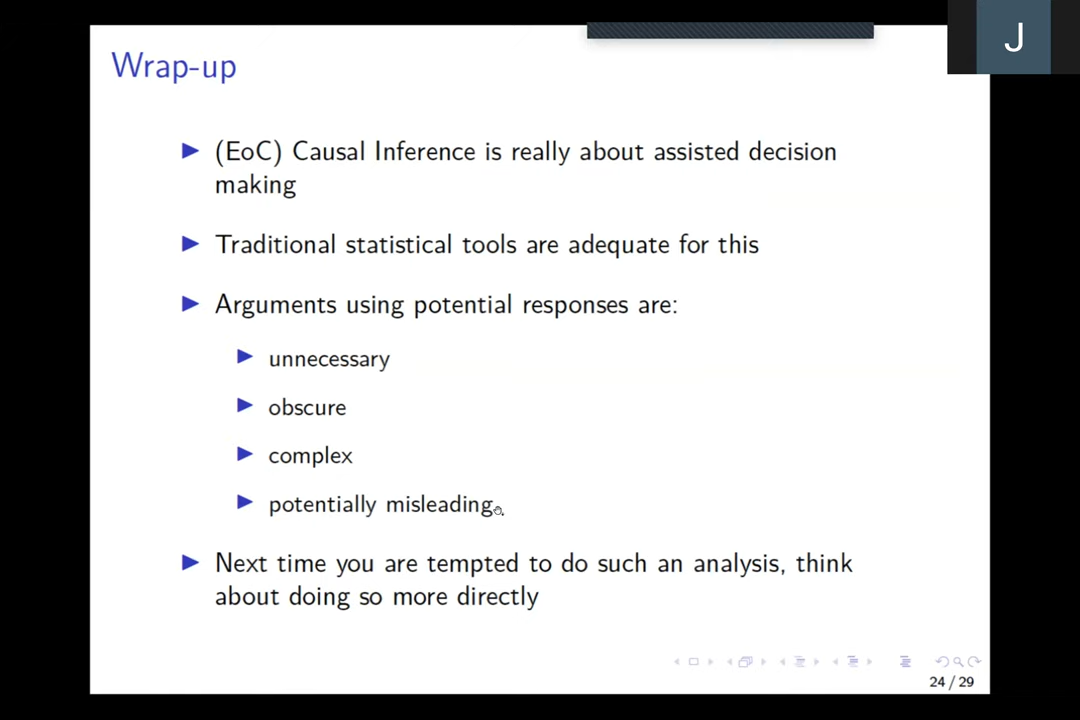 J
Wrap-up
(EoC) Causal Inference is really about assisted decision
making
Traditional statistical tools are adequate for this
Arguments using potential responses are:
unnecessary
obscure
complex
potentially misleading
Next time you are tempted to do such an analysis, think
about doing so more directly
24 / 29